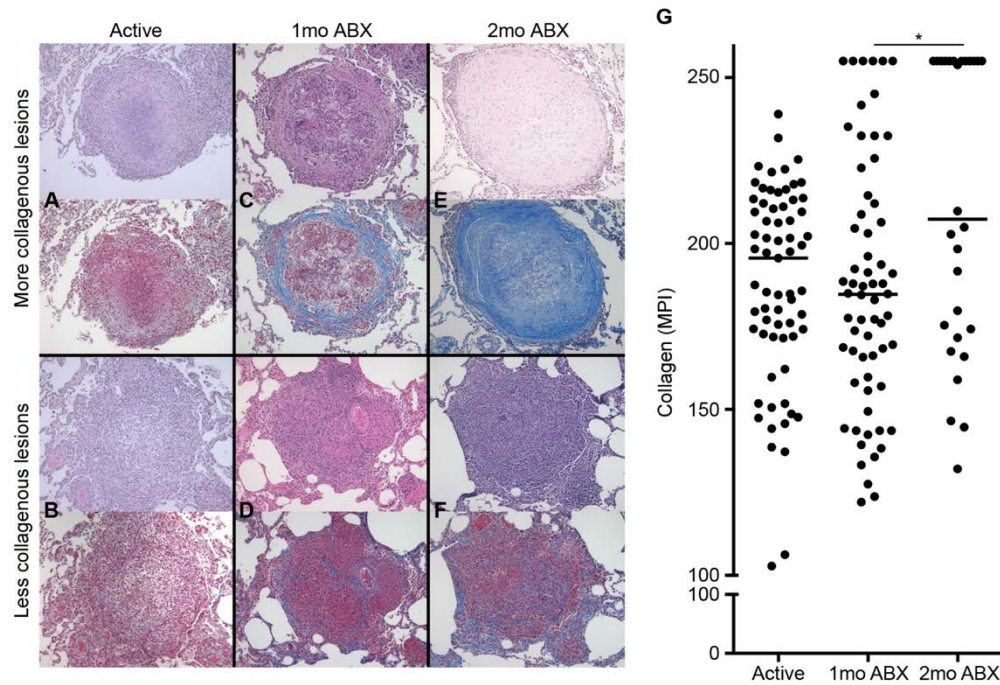 Active 1mo ABX 2mo ABX
More collagenous lesions
A C E
Less collagenous lesions
B D F
G
*
Collagen (MPI)
250
200
150
100
100
0
Active 1mo ABX 2mo ABX